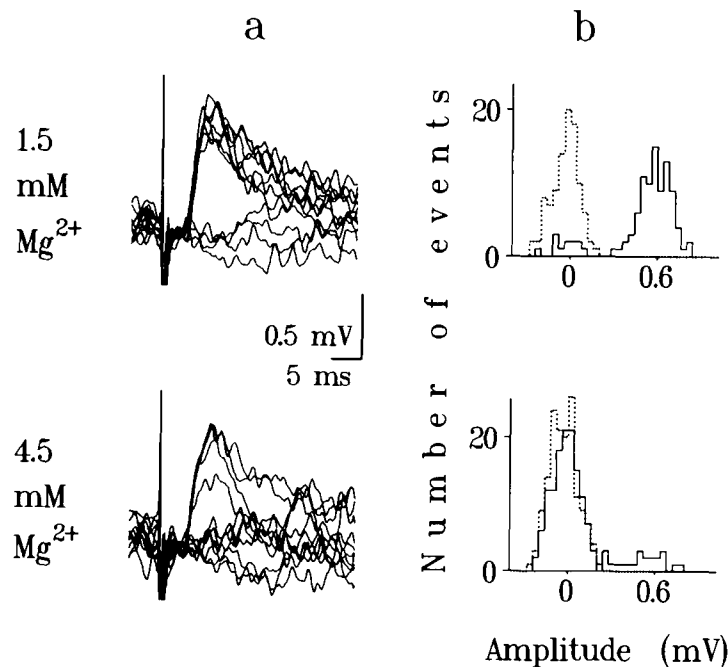 a
b
1.5
mM
Mg²⁺
0.5 mV
5 ms
4.5
mM
Mg²⁺
Number of events
20
0
0
0.6
20
0
0
0.6
Amplitude (mV)